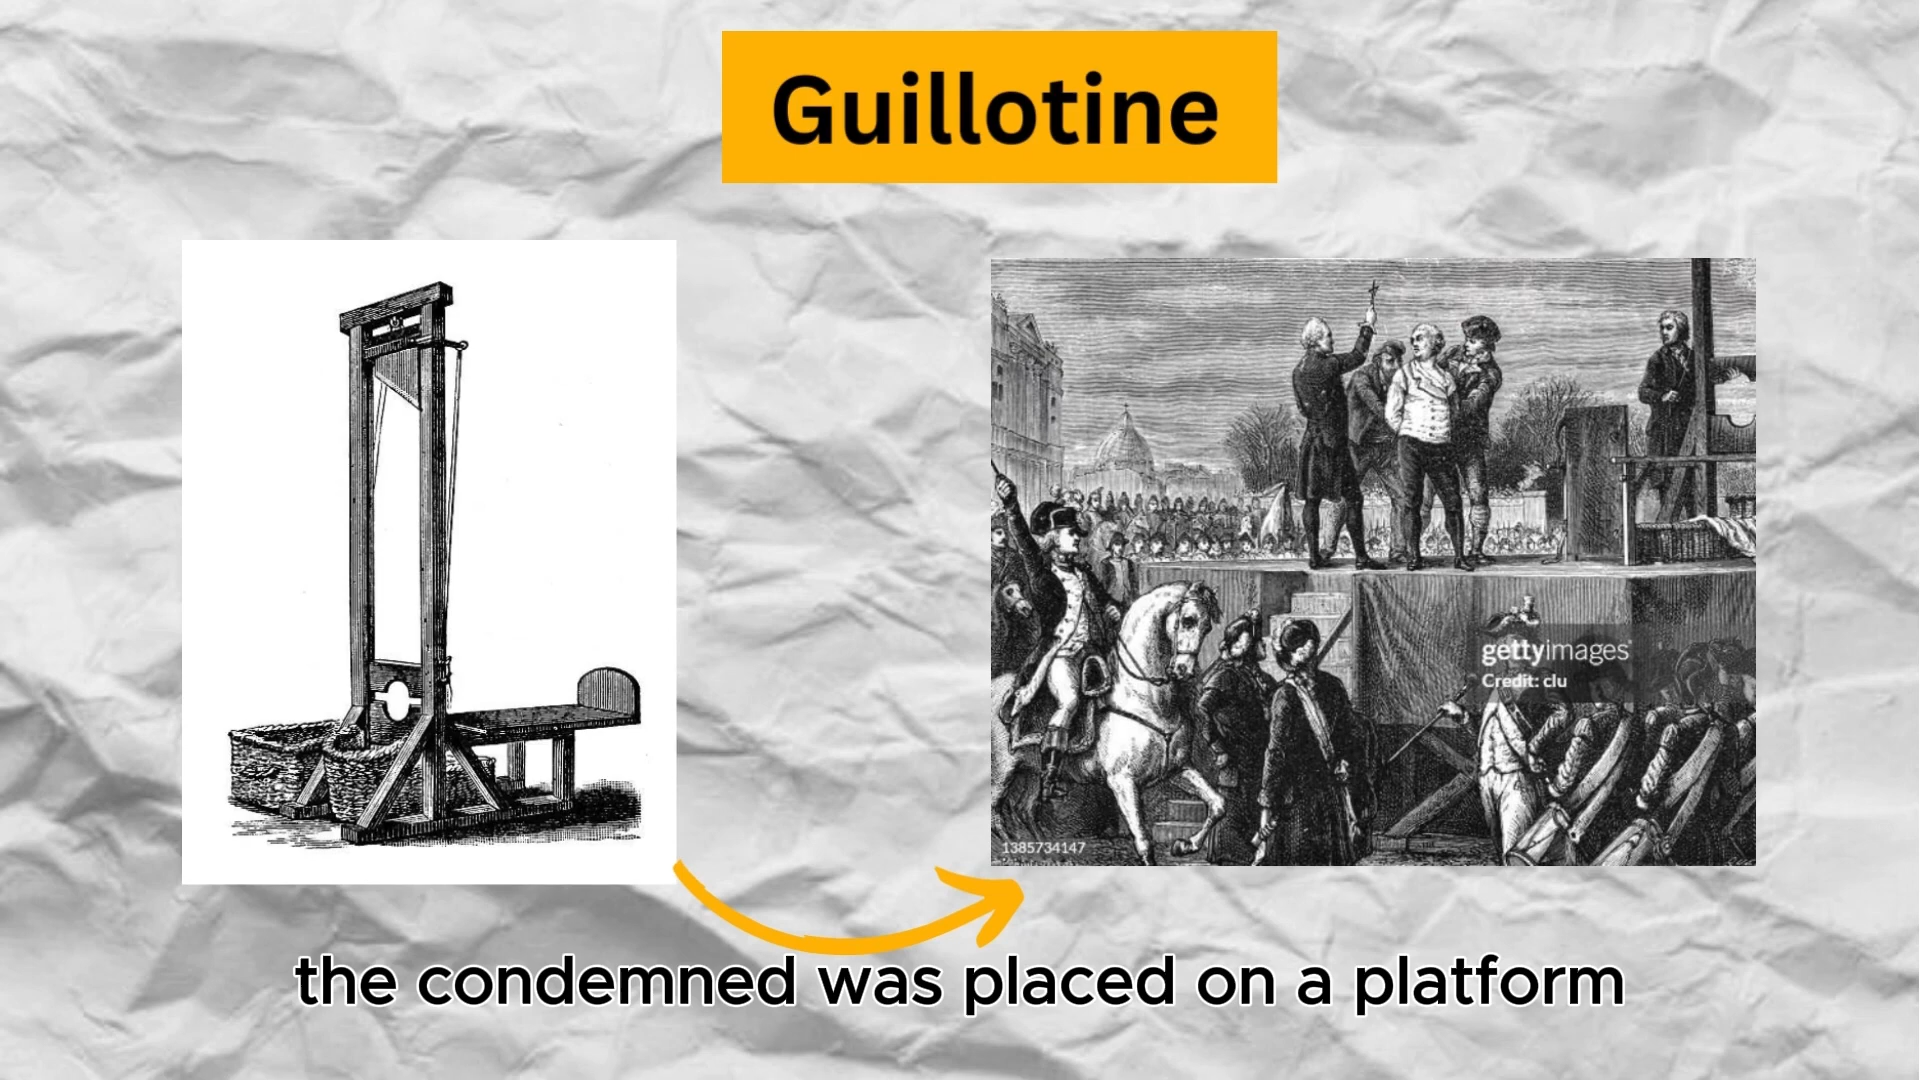 Guillotine
gettyimages
Credit: clu
1385734147
the condemned was placed on a platform